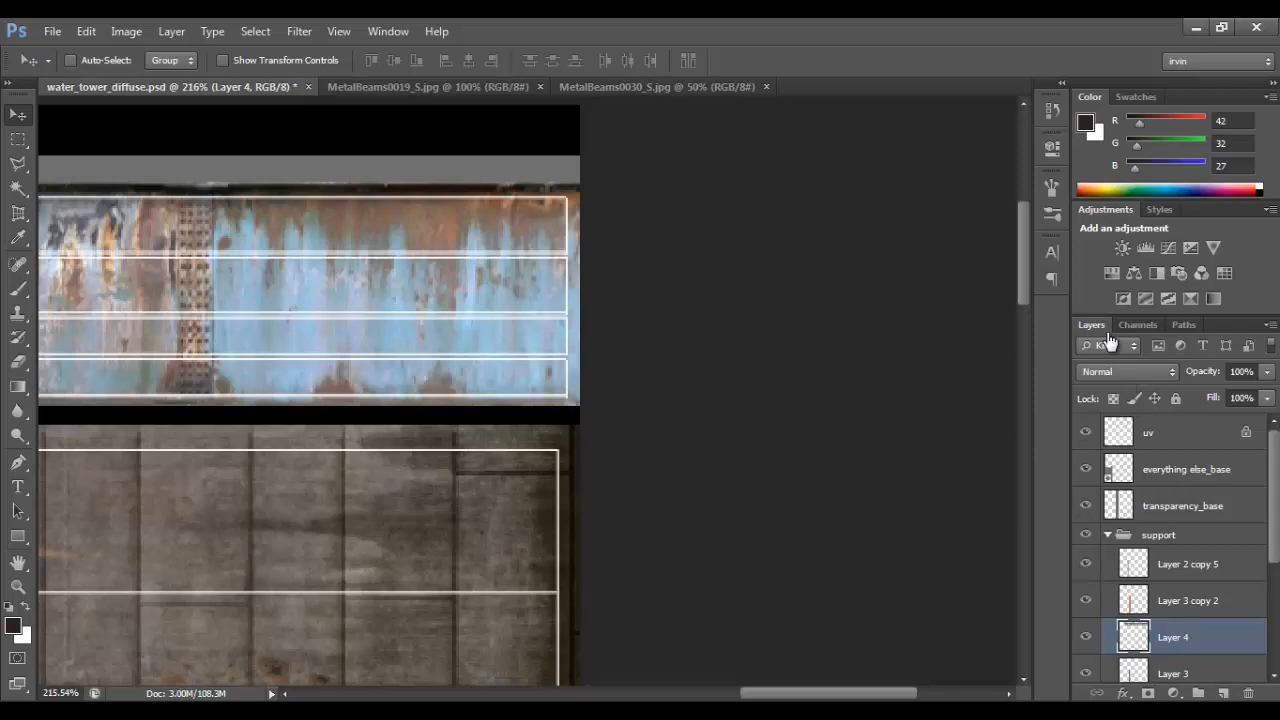 Ps File Edit Image Layer Type Select Filter View Window Help
Auto-Select: Group Show Transform Controls irvin
water_tower_diffuse.psd @ 216% (Layer 4, RGB/8) * × MetalBeams0019_S.jpg @ 100% (RGB/8#) × MetalBeams0030_S.jpg @ 50% (RGB/8#) ×
Color Swatches
R 42
G 32
B 27
Adjustments Styles
Add an adjustment
Layers Channels Paths
Normal Opacity: 100%
Lock: Fill: 100%
uv
everything else_base
transparency_base
support
Layer 2 copy 5
Layer 3 copy 2
Layer 4
Layer 3
215.54% Doc: 3.00M/108.3M